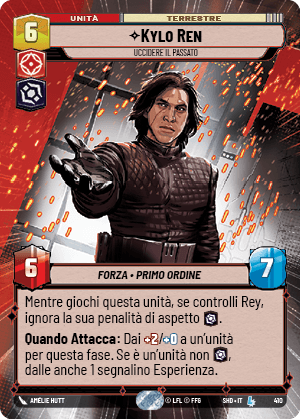 6
UNITÀ
TERRESTRE
✧KYLO REN
UCCIDERE IL PASSATO
6
7
FORZA • PRIMO ORDINE
Mentre giochi questa unità, se controlli Rey,
ignora la sua penalità di aspetto .
Quando Attacca: Dai +2/+0 a un'unità
per questa fase. Se è un'unità non ,
dalle anche 1 segnalino Esperienza.
AMÉLIE HUTT
© LFL © FFG
SHD • IT
L
410